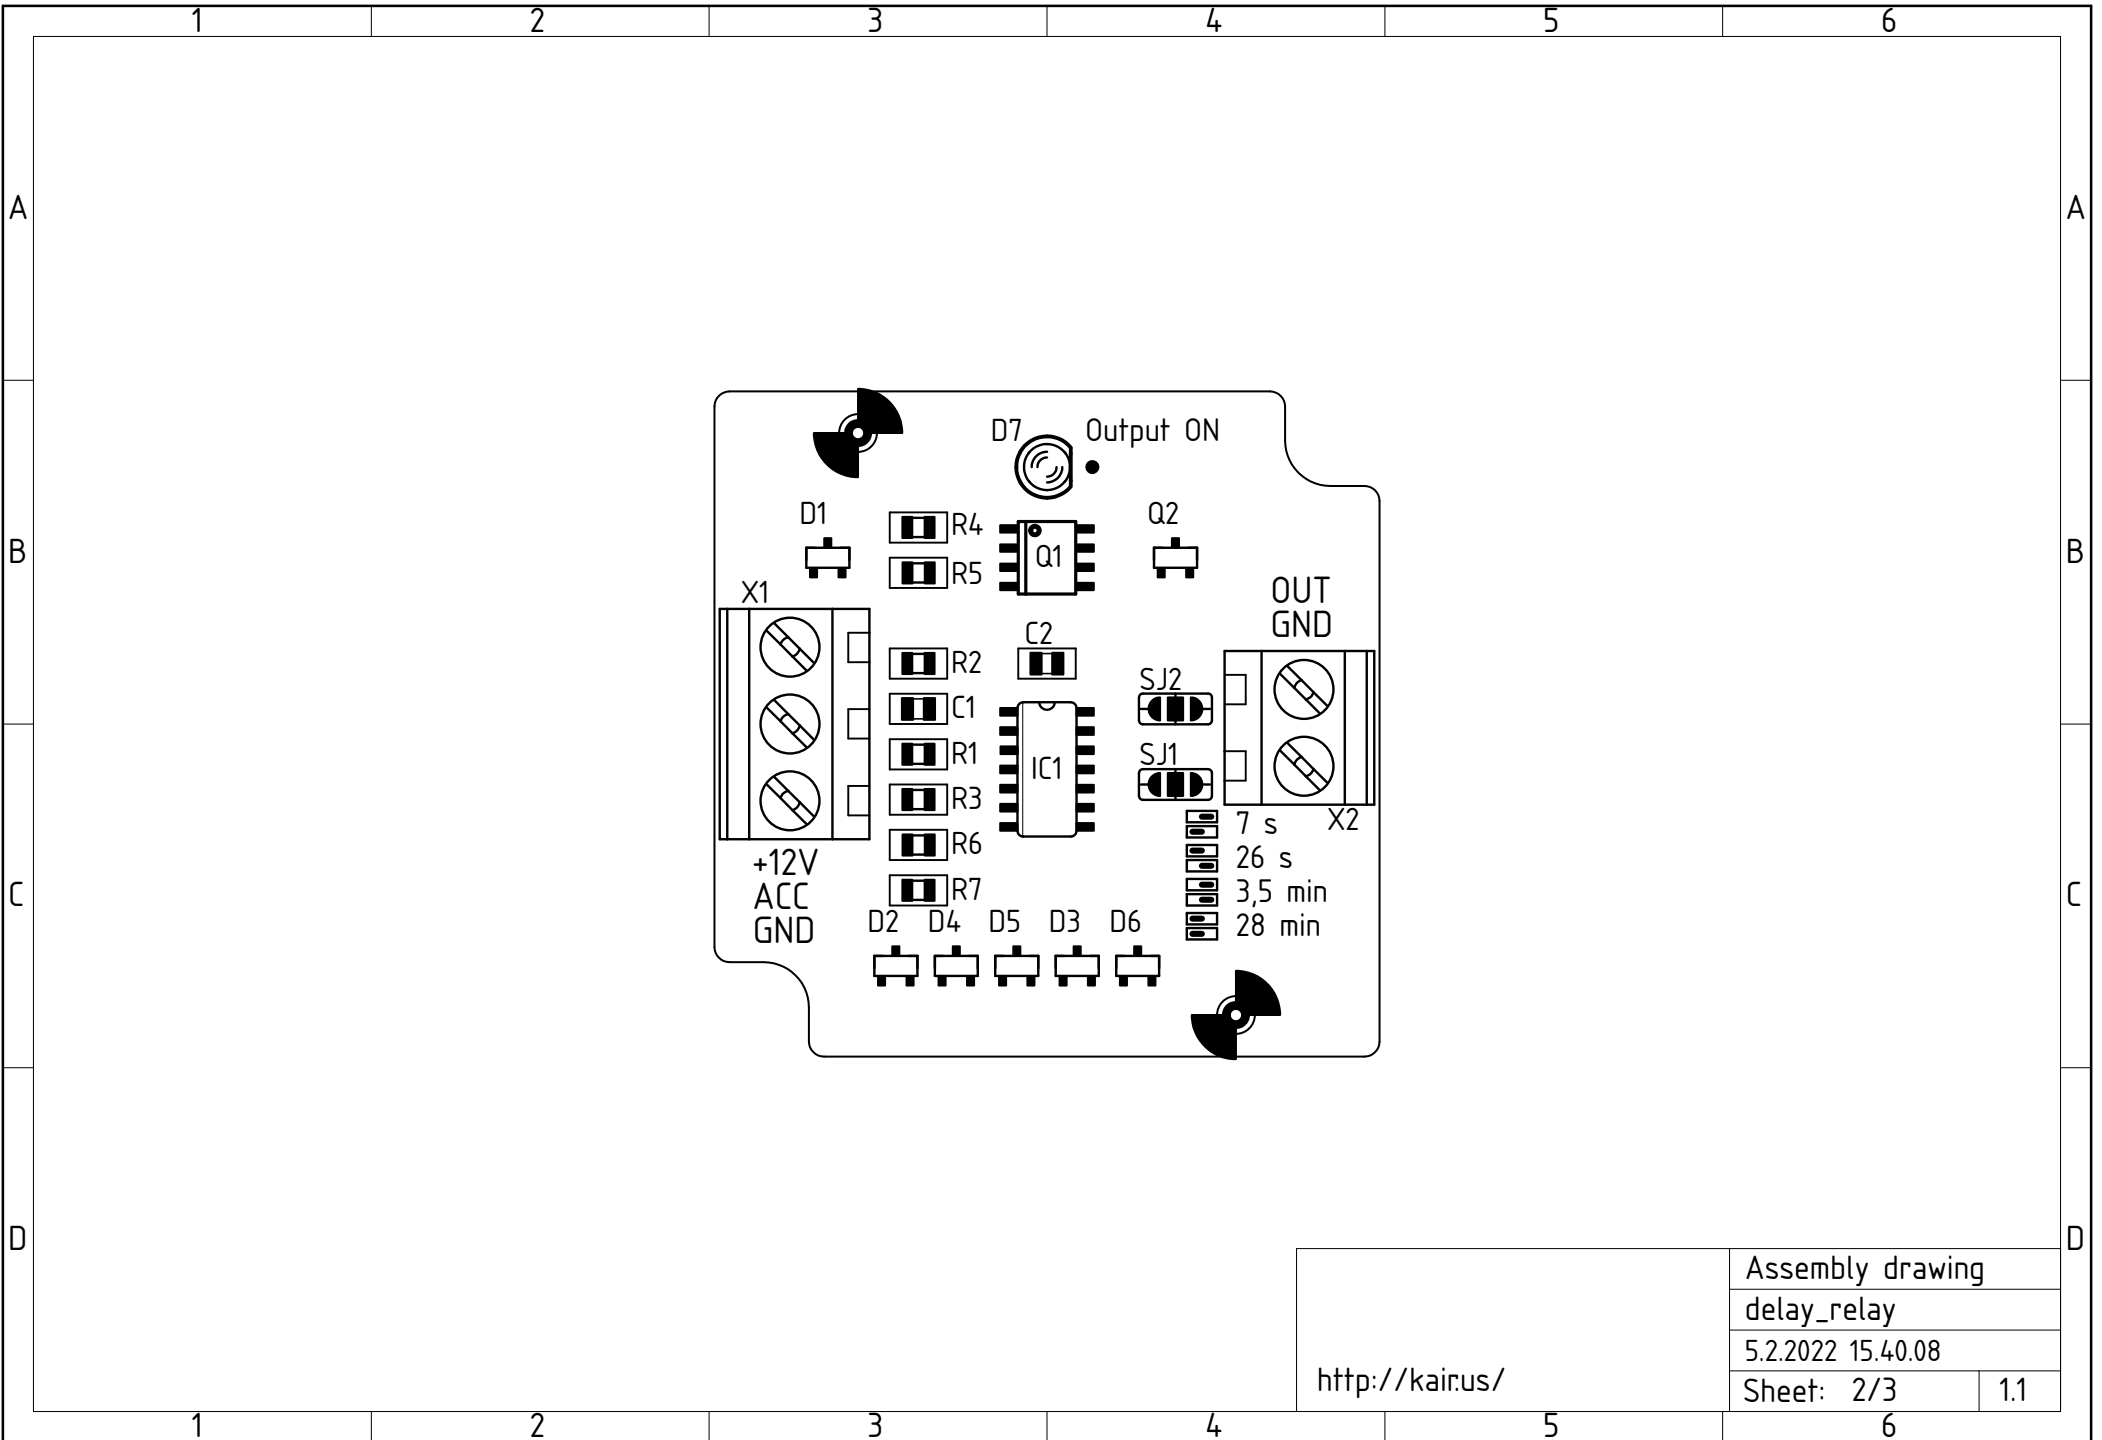 1 2 3 4 5 6
A A
D7 Output ON
D1 R4 Q2
B Q1 B
R5
X1 OUT
GND
C2
R2
SJ2
C1
SJ1
R1 IC1
R3
7 s X2
R6
+12V 26 s
ACC R7 3,5 min
C C
GND D2 D4 D5 D3 D6 28 min
D D
Assembly drawing
delay_relay
5.2.2022 15.40.08
http://kair.us/
Sheet: 2/3 1.1
1 2 3 4 5 6